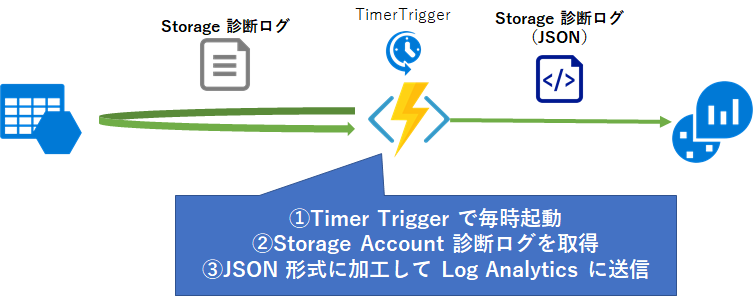 Storage 診断ログ
TimerTrigger
Storage 診断ログ
（JSON）
</>
①Timer Trigger で毎時起動
②Storage Account 診断ログを取得
③JSON 形式に加工して Log Analytics に送信